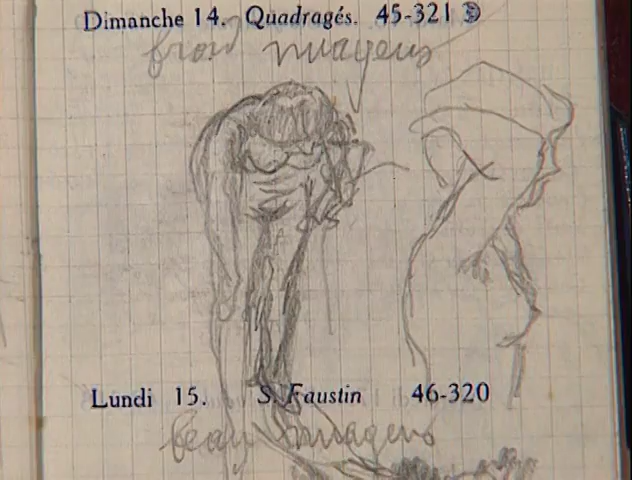 Dimanche 14. Quadragés. 45-321 ☽
froid nuageux
Lundi 15. S. Faustin 46-320
beau nuageux